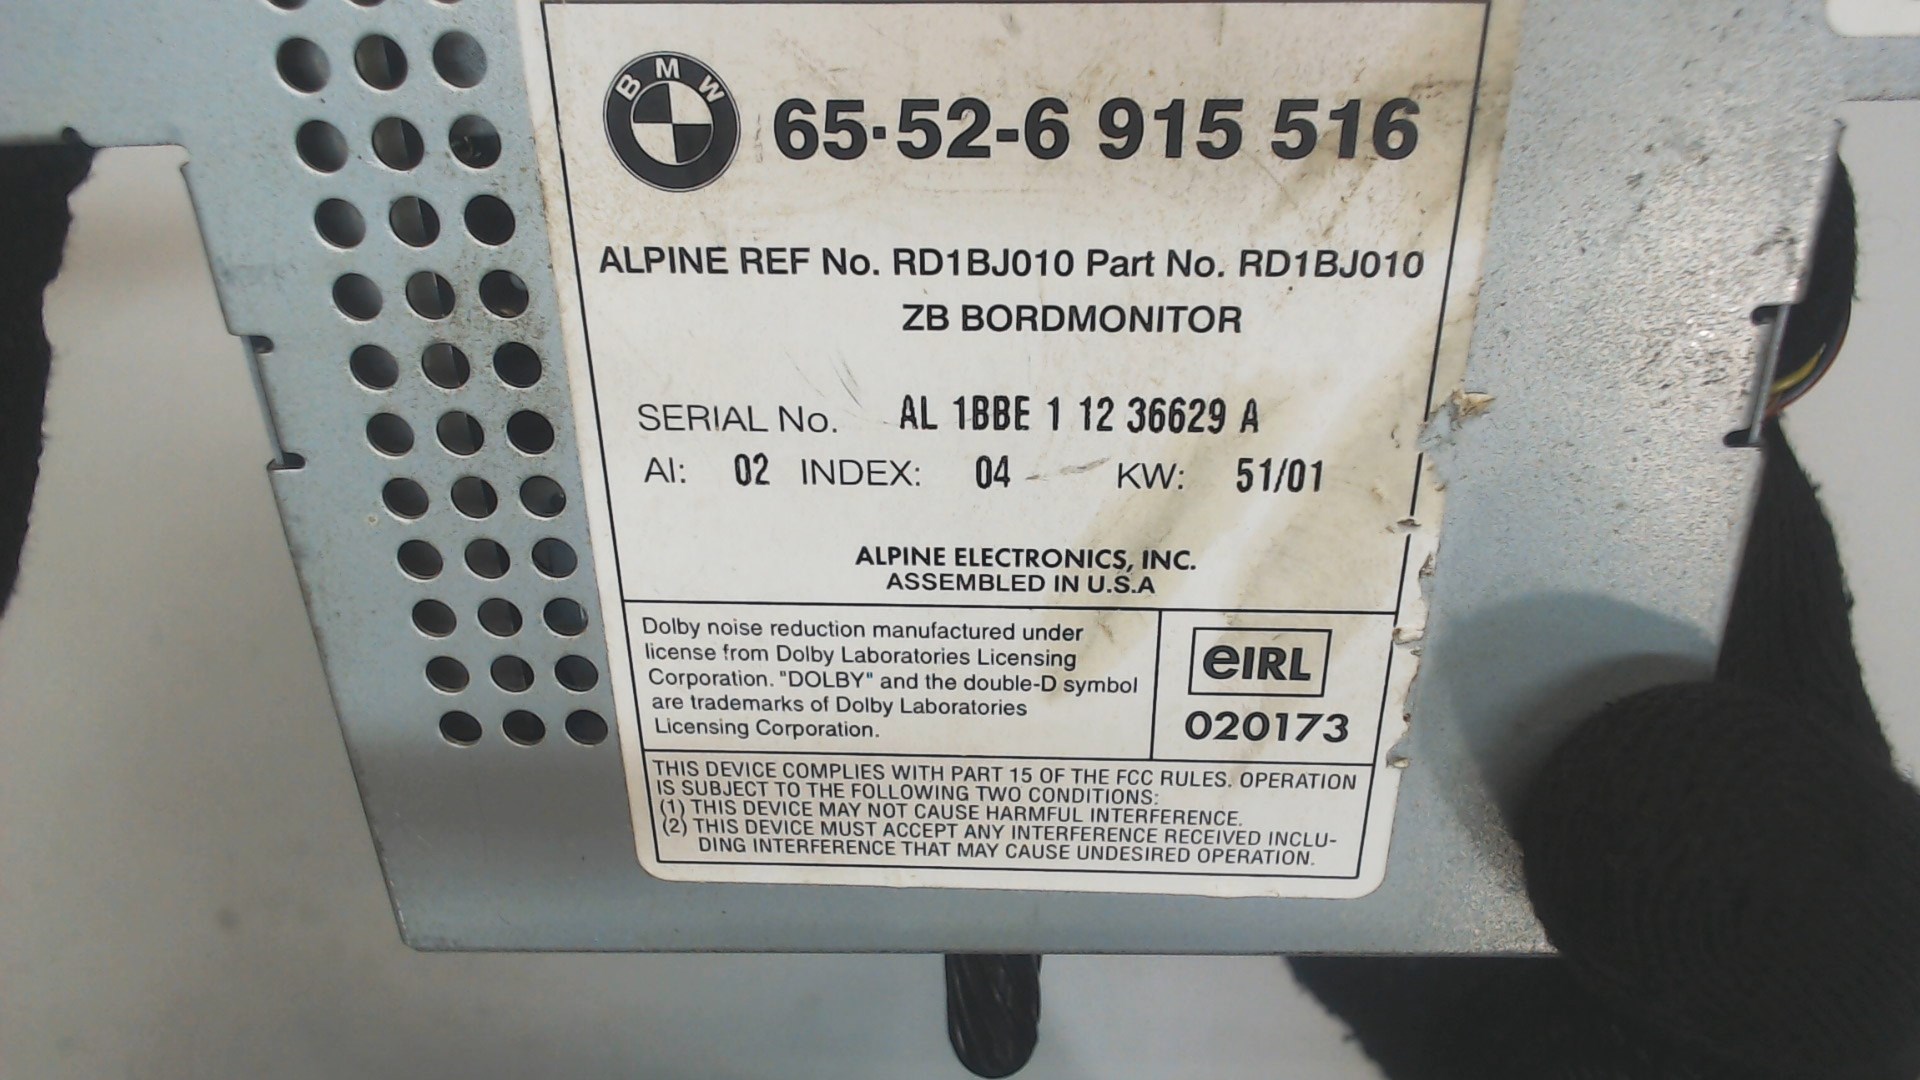 BMW
65·52-6 915 516
ALPINE REF No. RD1BJ010 Part No. RD1BJ010
ZB BORDMONITOR
SERIAL No. AL 1BBE 1 12 36629 A
AI: 02 INDEX: 04 KW: 51/01
ALPINE ELECTRONICS, INC.
ASSEMBLED IN U.S.A
Dolby noise reduction manufactured under
license from Dolby Laboratories Licensing
Corporation. "DOLBY" and the double-D symbol
are trademarks of Dolby Laboratories
Licensing Corporation.
eIRL
020173
THIS DEVICE COMPLIES WITH PART 15 OF THE FCC RULES. OPERATION
IS SUBJECT TO THE FOLLOWING TWO CONDITIONS:
(1) THIS DEVICE MAY NOT CAUSE HARMFUL INTERFERENCE.
(2) THIS DEVICE MUST ACCEPT ANY INTERFERENCE RECEIVED INCLU-
DING INTERFERENCE THAT MAY CAUSE UNDESIRED OPERATION.